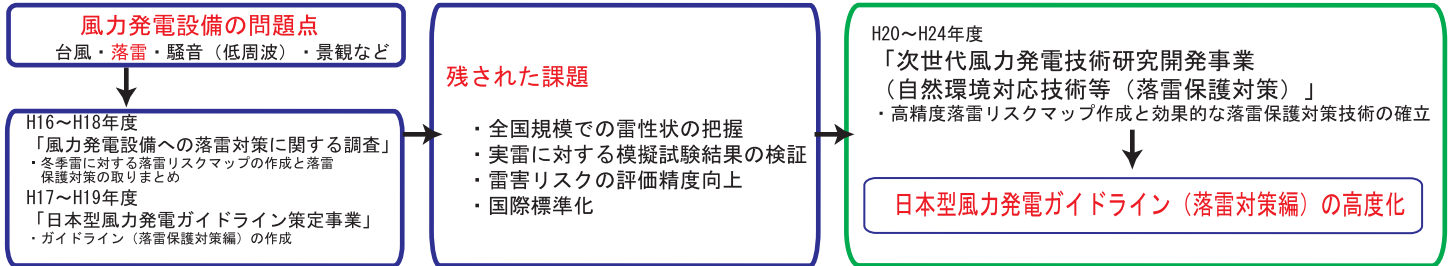 風力発電設備の問題点
台風・落雷・騒音（低周波）・景観など
H16～H18年度
「風力発電設備への落雷対策に関する調査」
・冬季雷に対する落雷リスクマップの作成と落雷
保護対策の取りまとめ
H17～H19年度
「日本型風力発電ガイドライン策定事業」
・ガイドライン（落雷保護対策編）の作成
残された課題
・全国規模での雷性状の把握
・実雷に対する模擬試験結果の検証
・雷害リスクの評価精度向上
・国際標準化
H20～H24年度
「次世代風力発電技術研究開発事業
（自然環境対応技術等（落雷保護対策）」
・高精度落雷リスクマップ作成と効果的な落雷保護対策技術の確立
日本型風力発電ガイドライン（落雷対策編）の高度化